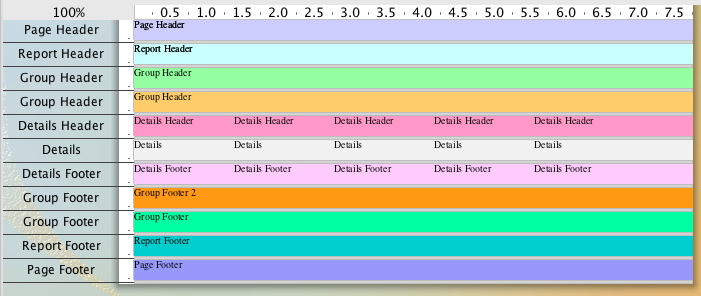 100% 0.5 1.0 1.5 2.0 2.5 3.0 3.5 4.0 4.5 5.0 5.5 6.0 6.5 7.0 7.5
Page Header Page Header
Report Header Report Header
Group Header Group Header
Group Header Group Header
Details Header Details Header Details Header Details Header Details Header Details Header
Details Details Details Details Details Details
Details Footer Details Footer Details Footer Details Footer Details Footer Details Footer
Group Footer Group Footer 2
Group Footer Group Footer
Report Footer Report Footer
Page Footer Page Footer